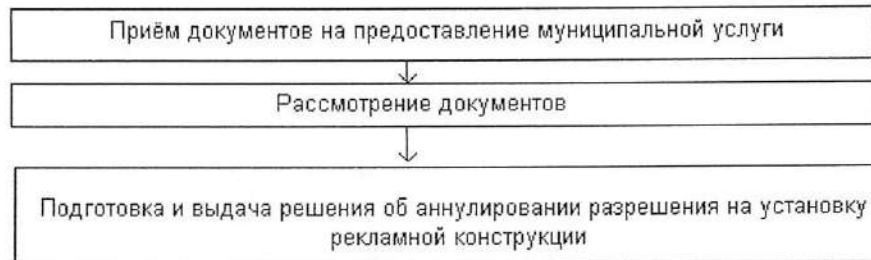 Приём документов на предоставление муниципальной услуги
Рассмотрение документов
Подготовка и выдача решения об аннулировании разрешения на установку
рекламной конструкции